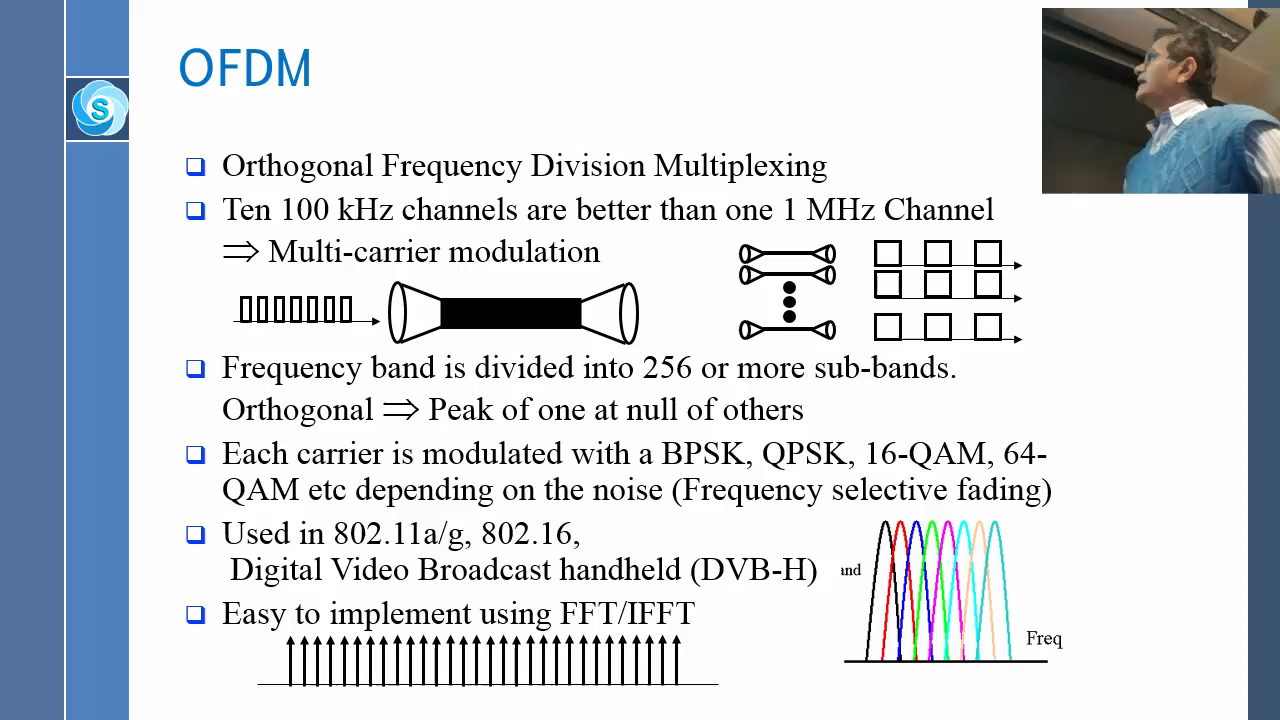 OFDM
S
Orthogonal Frequency Division Multiplexing
Ten 100 kHz channels are better than one 1 MHz Channel
⇒ Multi-carrier modulation
Frequency band is divided into 256 or more sub-bands.
Orthogonal ⇒ Peak of one at null of others
Each carrier is modulated with a BPSK, QPSK, 16-QAM, 64-
QAM etc depending on the noise (Frequency selective fading)
Used in 802.11a/g, 802.16,
Digital Video Broadcast handheld (DVB-H)
and
Easy to implement using FFT/IFFT
Freq